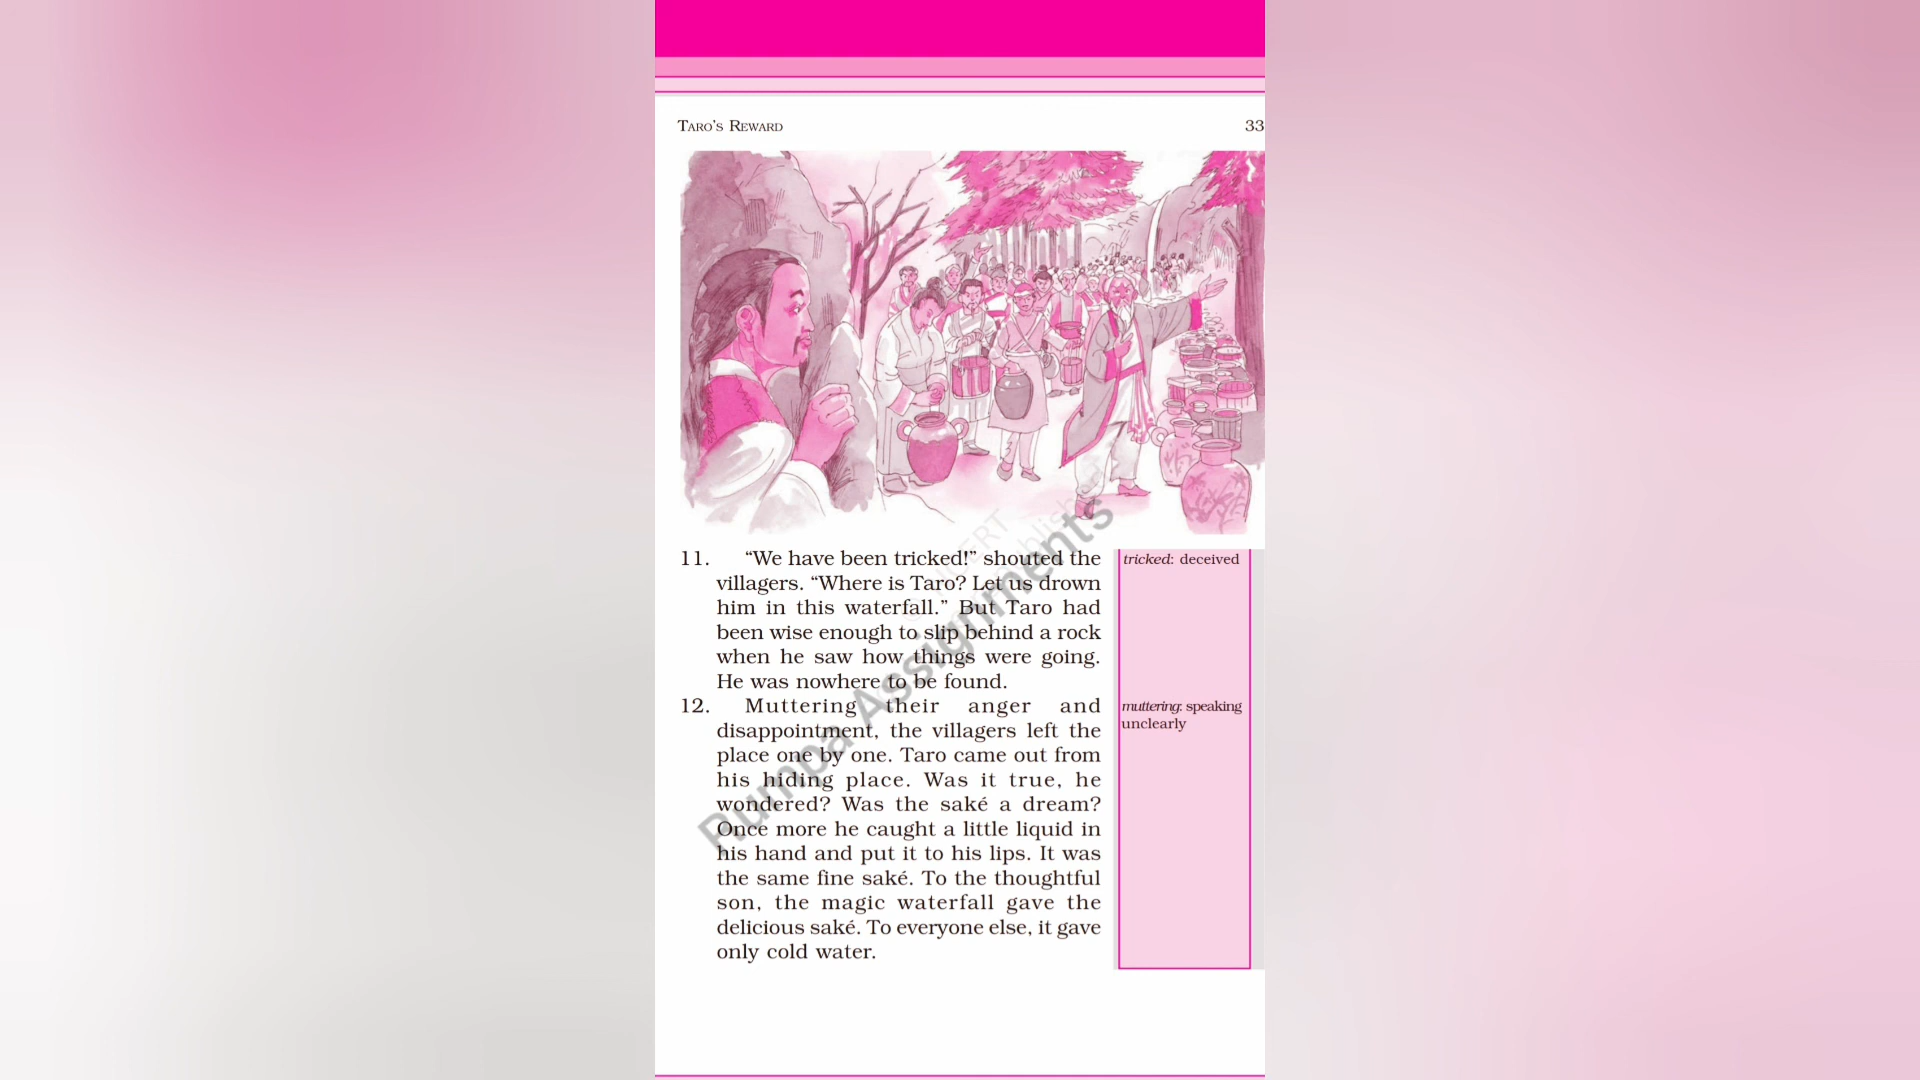 TARO'S REWARD
33
11. “We have been tricked!” shouted the
villagers. “Where is Taro? Let us drown
him in this waterfall.” But Taro had
been wise enough to slip behind a rock
when he saw how things were going.
He was nowhere to be found.
tricked: deceived
12. Muttering their anger and
disappointment, the villagers left the
place one by one. Taro came out from
his hiding place. Was it true, he
wondered? Was the saké a dream?
Once more he caught a little liquid in
his hand and put it to his lips. It was
the same fine saké. To the thoughtful
son, the magic waterfall gave the
delicious saké. To everyone else, it gave
only cold water.
muttering: speaking
unclearly
Rumpa Assignments